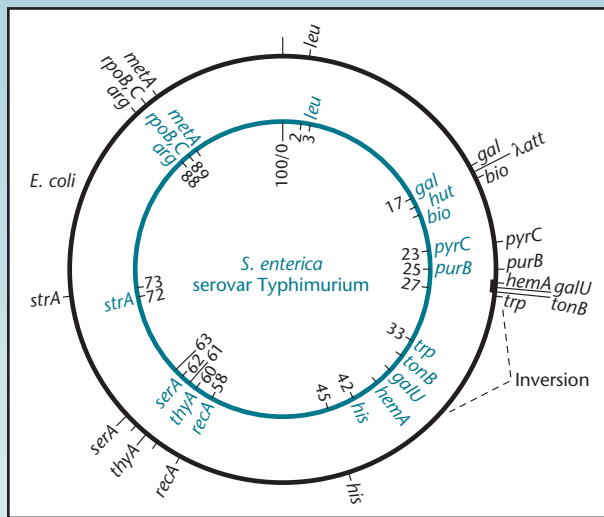 leu
metA
rpoB,C
arg
E. coli
strA
serA
thyA
recA
his
gal
λatt
bio
pyrC
purB
hemA
galU
trp
tonB
Inversion
100/0
2
3
leu
17
gal
hut
bio
23
pyrC
25
purB
27
33
trp
tonB
galU
hemA
42
his
45
58
recA
60
61
thyA
62
63
serA
72
73
strA
88
89
arg
rpoB,C
metA
S. enterica
serovar Typhimurium